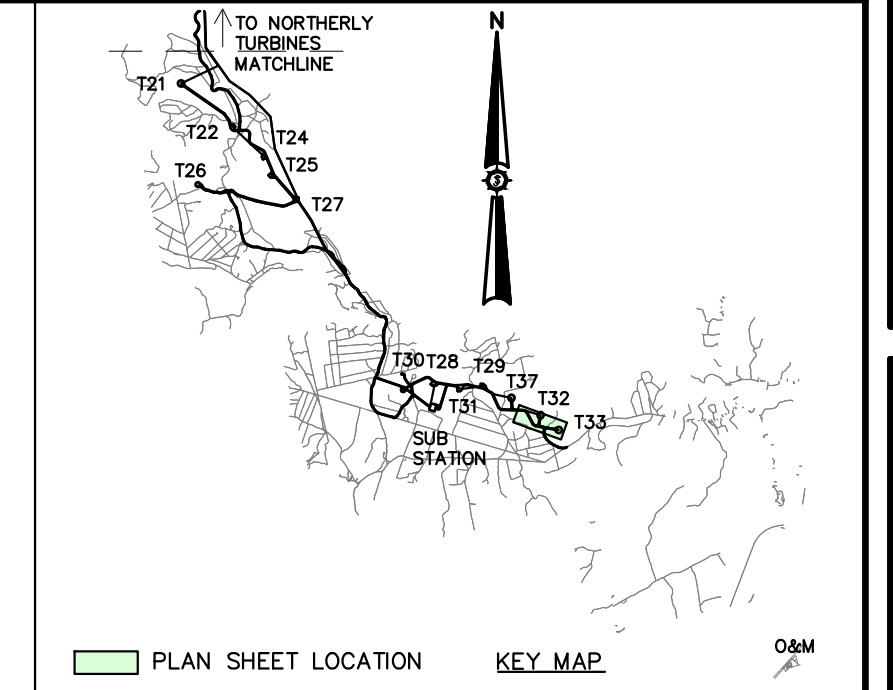 TO NORTHERLY
TURBINES
MATCHLINE
N
T21
T22
T24
T25
T26
T27
T30
T28
T29
T37
T31
T32
T33
SUB
STATION
PLAN SHEET LOCATION
KEY MAP
O&M